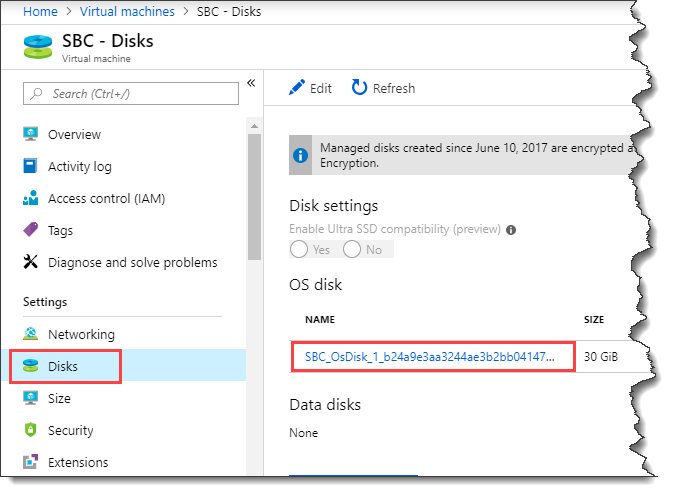 Home > Virtual machines > SBC - Disks
SBC - Disks
Virtual machine
Search (Ctrl+/)
«
Overview
Activity log
Access control (IAM)
Tags
Diagnose and solve problems
Settings
Networking
Disks
Size
Security
Extensions
Edit Refresh
Managed disks created since June 10, 2017 are encrypted a
Encryption.
Disk settings
Enable Ultra SSD compatibility (preview)
Yes No
OS disk
NAME SIZE
SBC_OsDisk_1_b24a9e3aa3244ae3b2bb04147... 30 GiB
Data disks
None